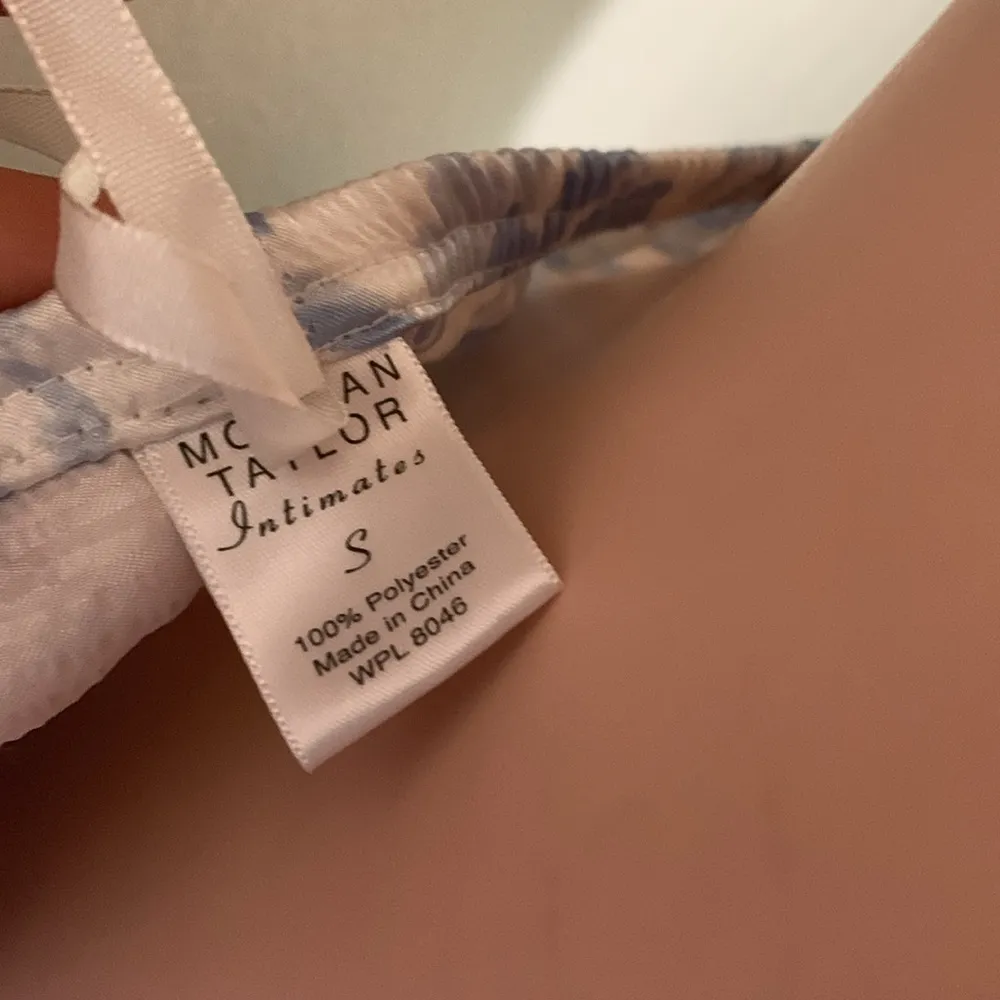 TAYLOR
Intimates
S
100% Polyester
Made in China
WPL 8046